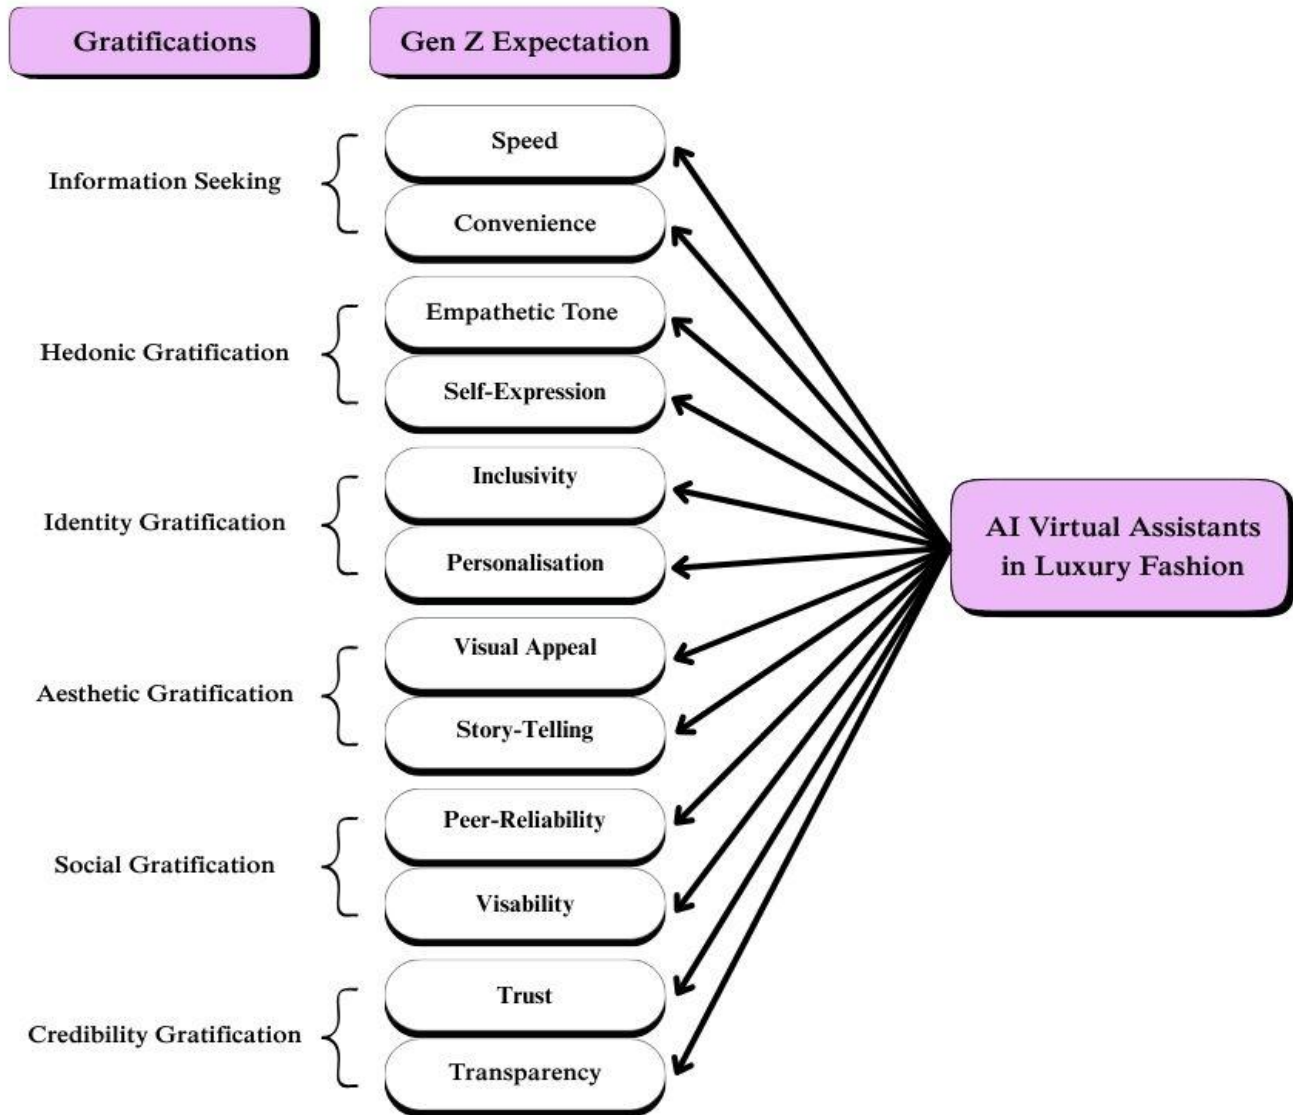 Gratifications
Gen Z Expectation
Information Seeking
Speed
Convenience
Hedonic Gratification
Empathetic Tone
Self-Expression
Identity Gratification
Inclusivity
Personalisation
Aesthetic Gratification
Visual Appeal
Story-Telling
Social Gratification
Peer-Reliability
Visability
Credibility Gratification
Trust
Transparency
AI Virtual Assistants
in Luxury Fashion